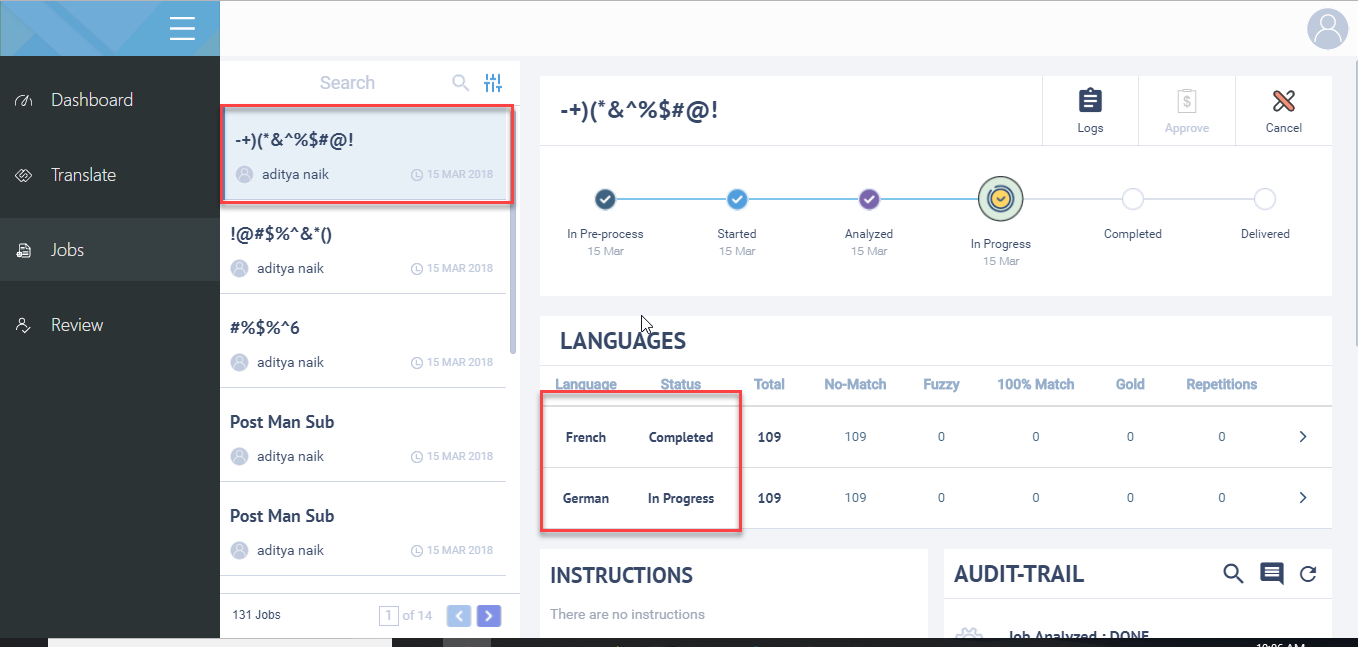 Dashboard
Translate
Jobs
Review
Search
-+)(*&^%$#@!
aditya naik
15 MAR 2018
!@#$%^&*()
aditya naik
15 MAR 2018
#%$%^6
aditya naik
15 MAR 2018
Post Man Sub
aditya naik
15 MAR 2018
Post Man Sub
aditya naik
15 MAR 2018
131 Jobs
1 of 14
-+)(*&^%$#@!
Logs
Approve
Cancel
In Pre-process
15 Mar
Started
15 Mar
Analyzed
15 Mar
In Progress
15 Mar
Completed
Delivered
LANGUAGES
Language Status Total No-Match Fuzzy 100% Match Gold Repetitions
French Completed 109 109 0 0 0 0
German In Progress 109 109 0 0 0 0
INSTRUCTIONS
There are no instructions
AUDIT-TRAIL
Job Analyzed : DONE